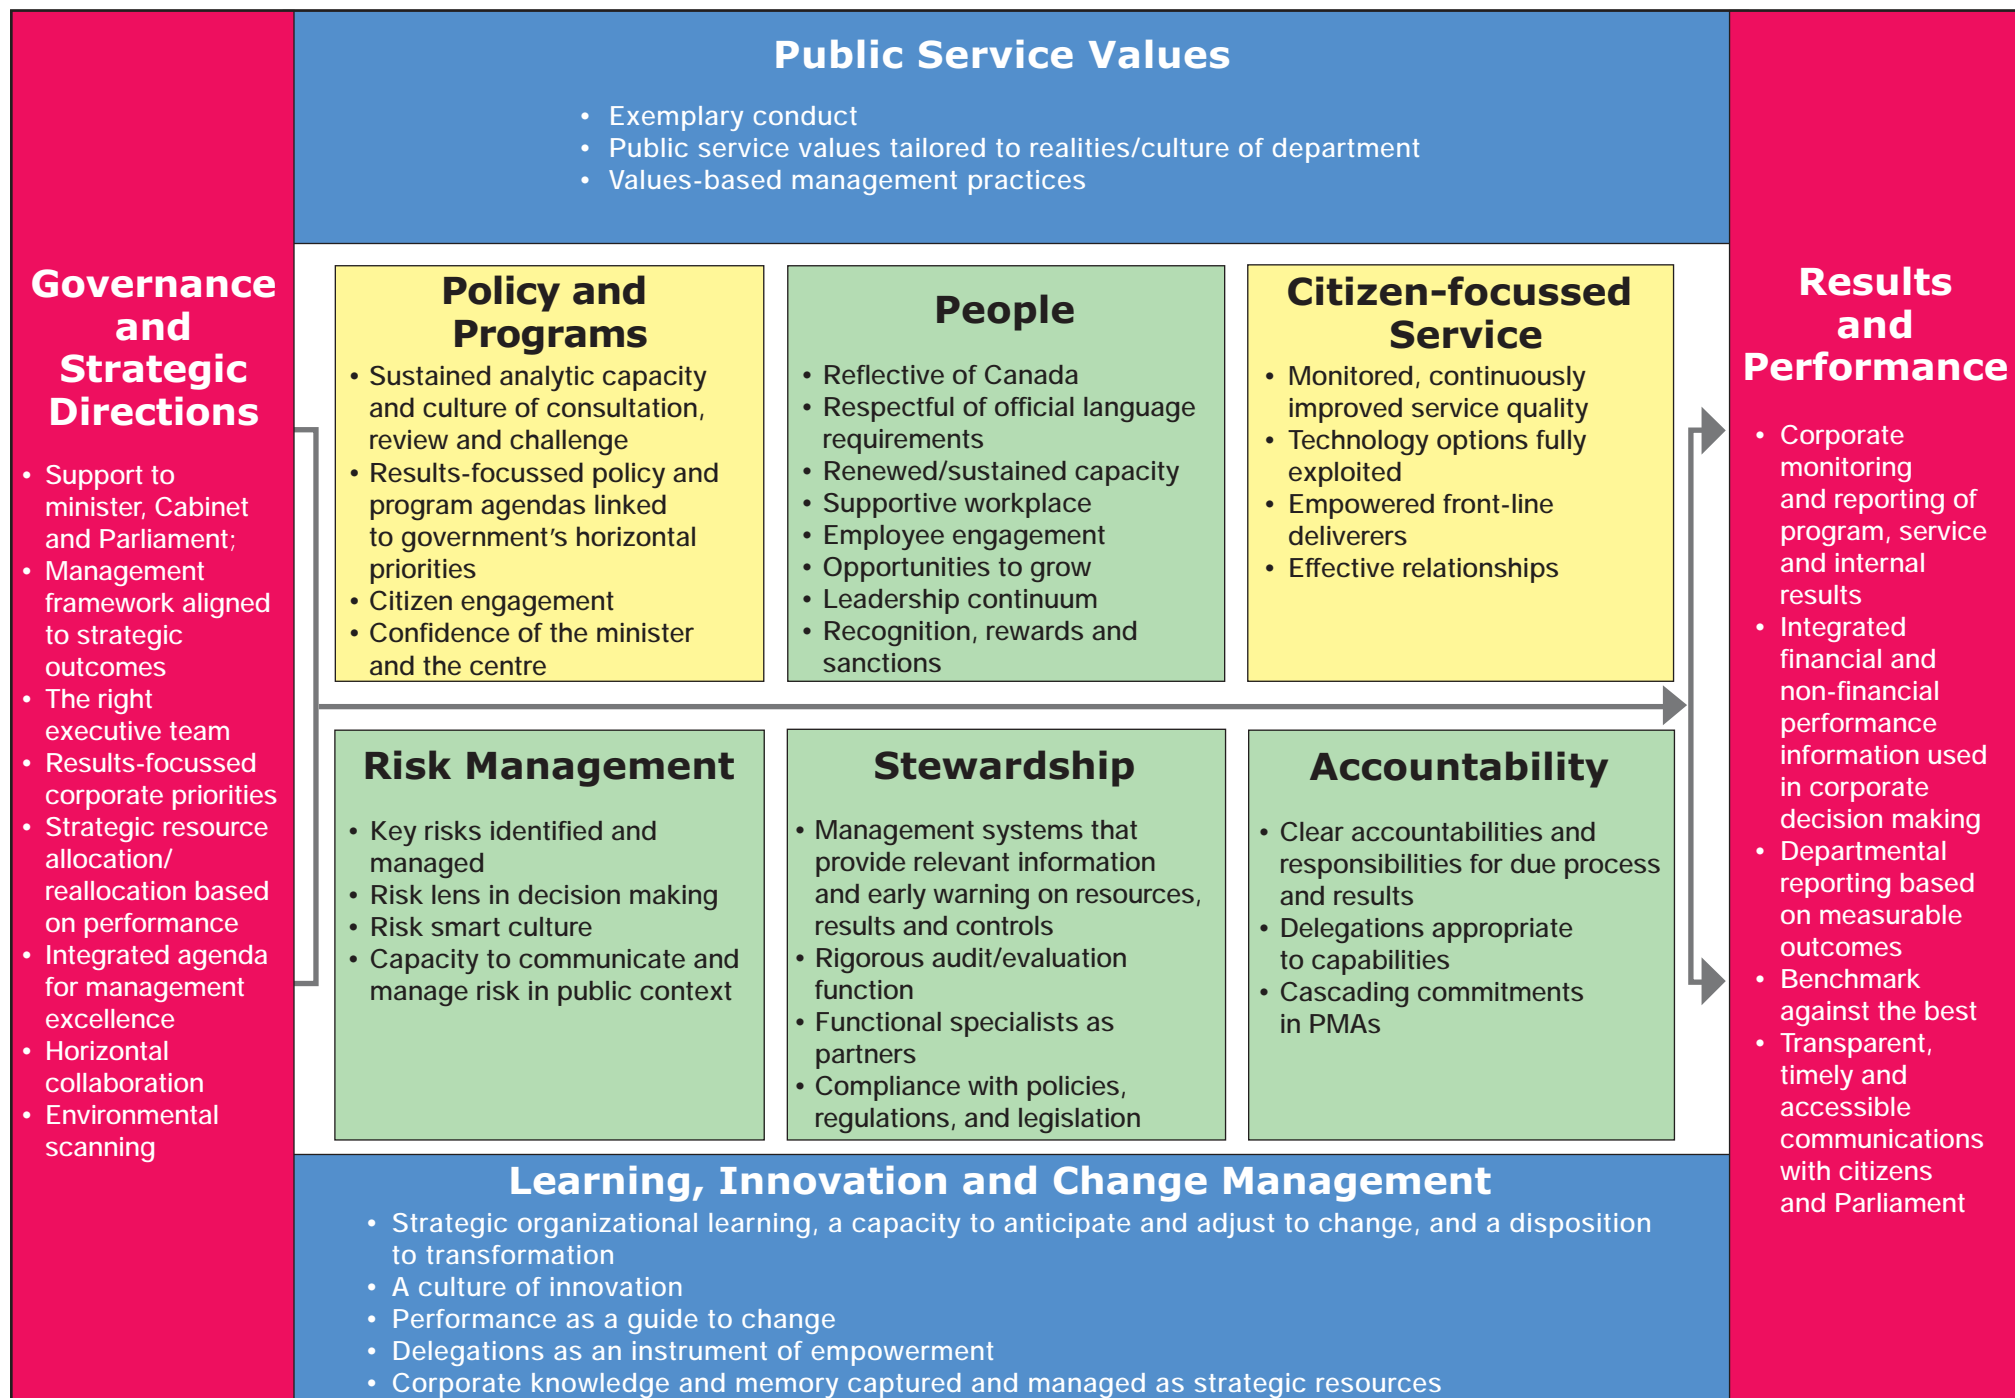 Public Service Values
• Exemplary conduct
• Public service values tailored to realities/culture of department
• Values-based management practices
Governance
and
Strategic
Directions
• Support to
minister, Cabinet
and Parliament;
• Management
framework aligned
to strategic
outcomes
• The right
executive team
• Results-focussed
corporate priorities
• Strategic resource
allocation/
reallocation based
on performance
• Integrated agenda
for management
excellence
• Horizontal
collaboration
• Environmental
scanning
Policy and
Programs
• Sustained analytic capacity
and culture of consultation,
review and challenge
• Results-focussed policy and
program agendas linked
to government's horizontal
priorities
• Citizen engagement
• Confidence of the minister
and the centre
People
• Reflective of Canada
• Respectful of official language
requirements
• Renewed/sustained capacity
• Supportive workplace
• Employee engagement
• Opportunities to grow
• Leadership continuum
• Recognition, rewards and
sanctions
Citizen-focussed
Service
• Monitored, continuously
improved service quality
• Technology options fully
exploited
• Empowered front-line
deliverers
• Effective relationships
Risk Management
• Key risks identified and
managed
• Risk lens in decision making
• Risk smart culture
• Capacity to communicate and
manage risk in public context
Stewardship
• Management systems that
provide relevant information
and early warning on resources,
results and controls
• Rigorous audit/evaluation
function
• Functional specialists as
partners
• Compliance with policies,
regulations, and legislation
Accountability
• Clear accountabilities and
responsibilities for due process
and results
• Delegations appropriate
to capabilities
• Cascading commitments
in PMAs
Results
and
Performance
• Corporate
monitoring
and reporting of
program, service
and internal
results
• Integrated
financial and
non-financial
performance
information used
in corporate
decision making
• Departmental
reporting based
on measurable
outcomes
• Benchmark
against the best
• Transparent,
timely and
accessible
communications
with citizens
and Parliament
Learning, Innovation and Change Management
• Strategic organizational learning, a capacity to anticipate and adjust to change, and a disposition
to transformation
• A culture of innovation
• Performance as a guide to change
• Delegations as an instrument of empowerment
• Corporate knowledge and memory captured and managed as strategic resources